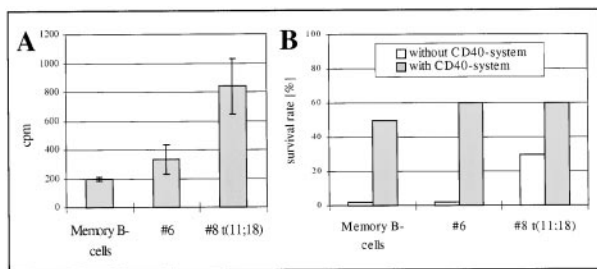 A
1200
1000
800
600
400
200
0
cpm
Memory B-
cells
#6
#8 t(11;18)
B
100
80
60
40
20
0
survival rate [%]
without CD40-system
with CD40-system
Memory B-
cells
#6
#8 t(11:18)